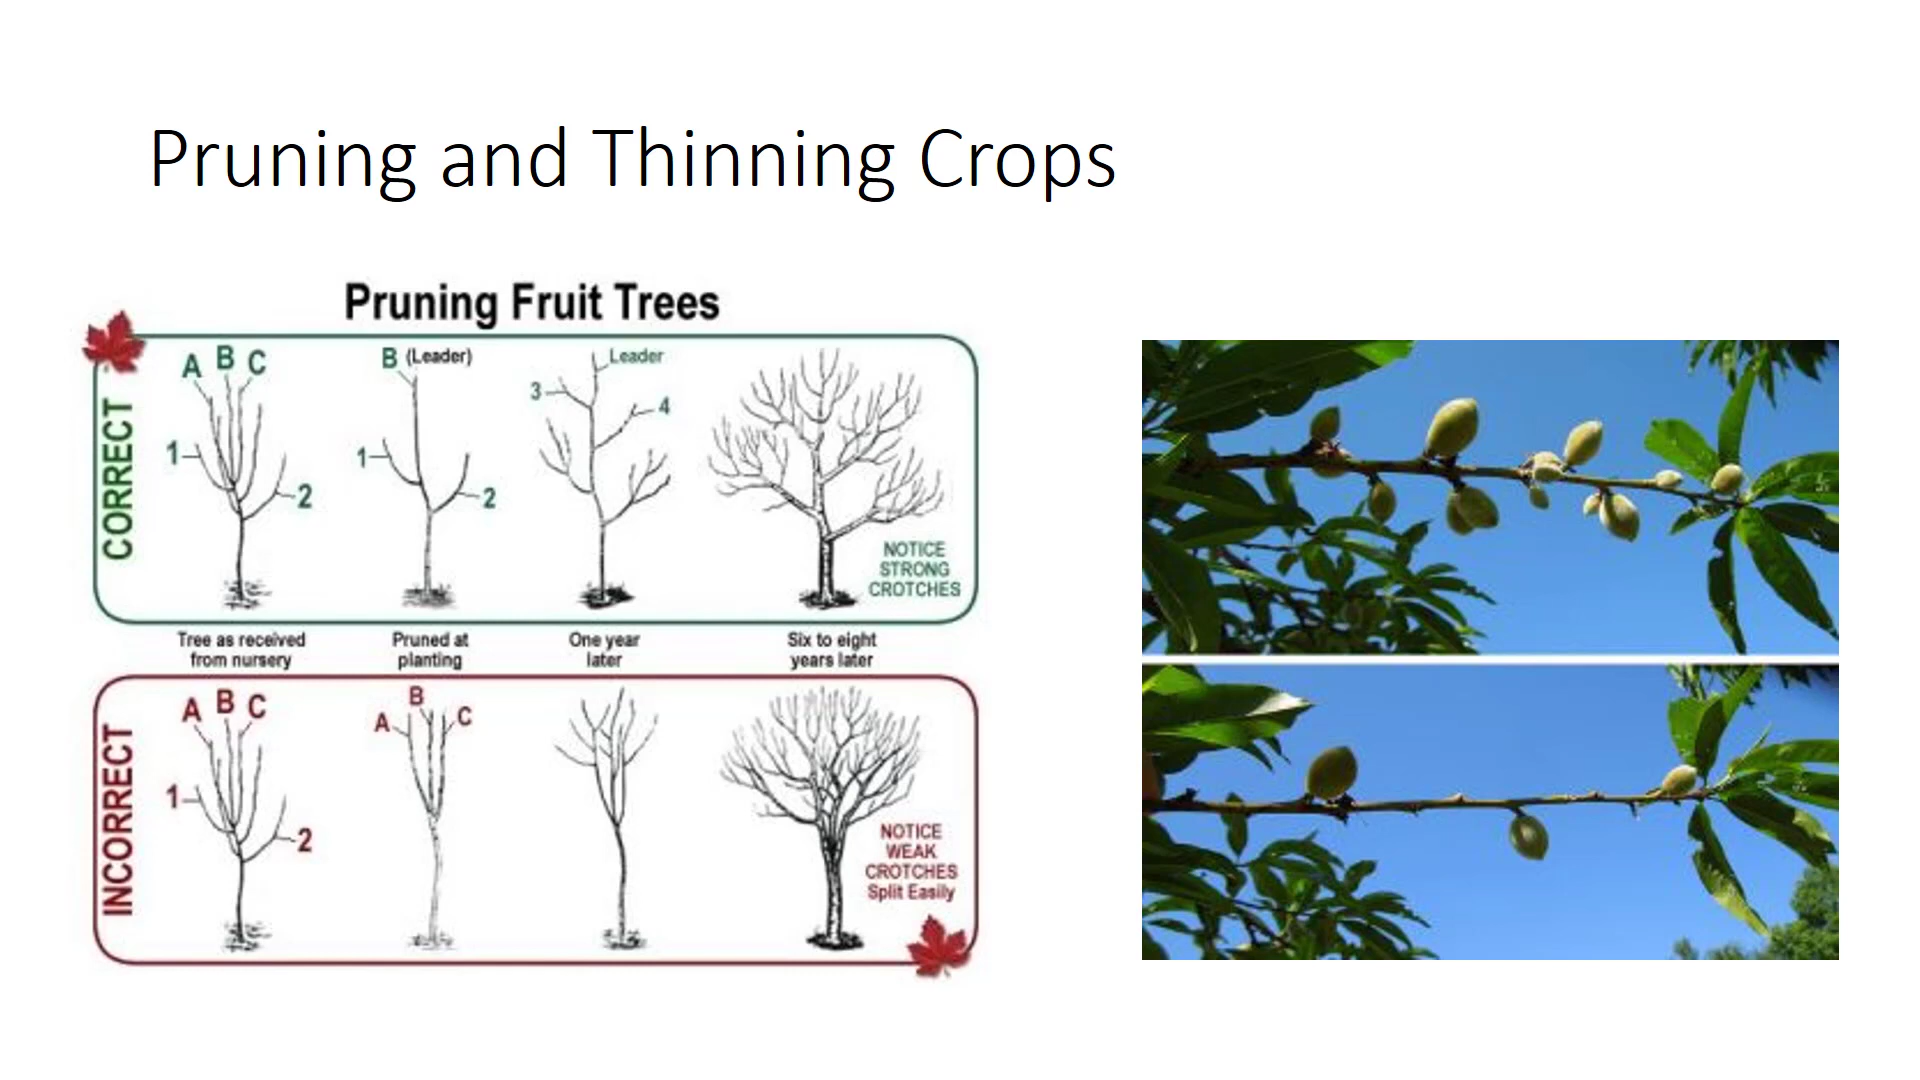 Pruning and Thinning Crops
Pruning Fruit Trees
CORRECT
A B C
1
2
B (Leader)
1
2
Leader
3
4
NOTICE
STRONG
CROTCHES
Tree as received
from nursery
Pruned at
planting
One year
later
Six to eight
years later
INCORRECT
A B C
1
2
A B C
NOTICE
WEAK
CROTCHES
Split Easily